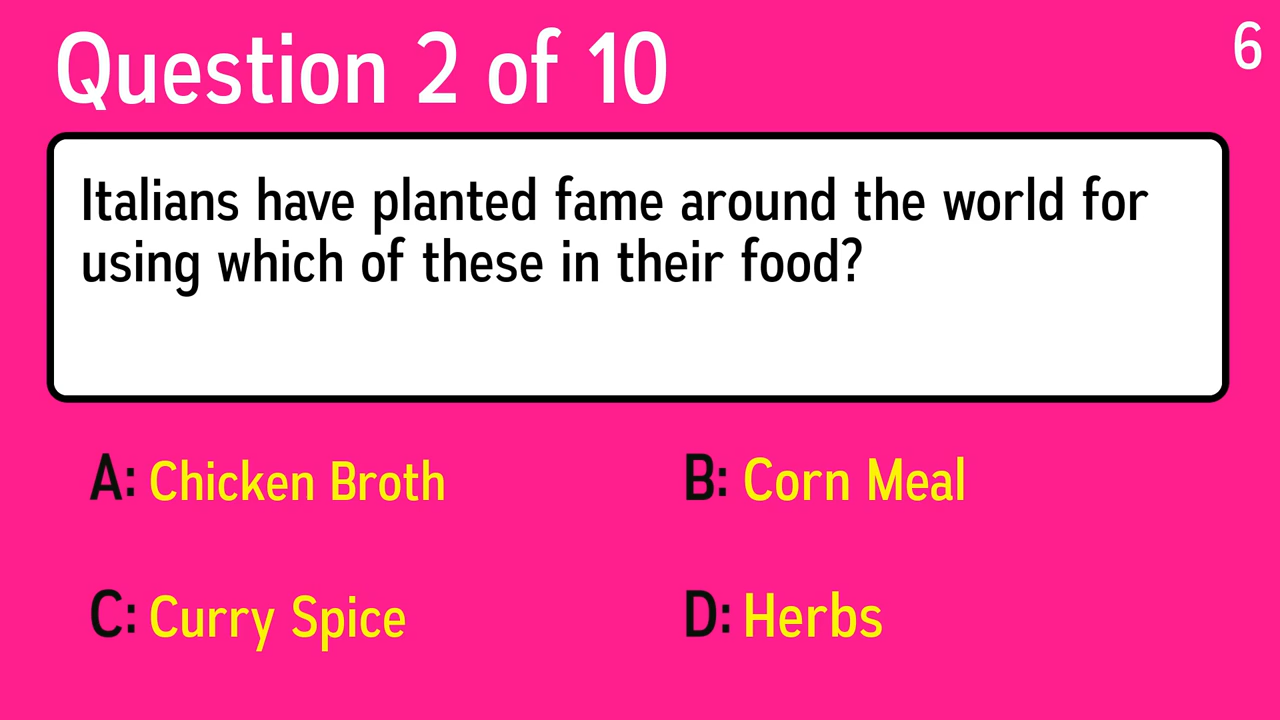 Question 2 of 10
6
Italians have planted fame around the world for
using which of these in their food?
A: Chicken Broth
B: Corn Meal
C: Curry Spice
D: Herbs